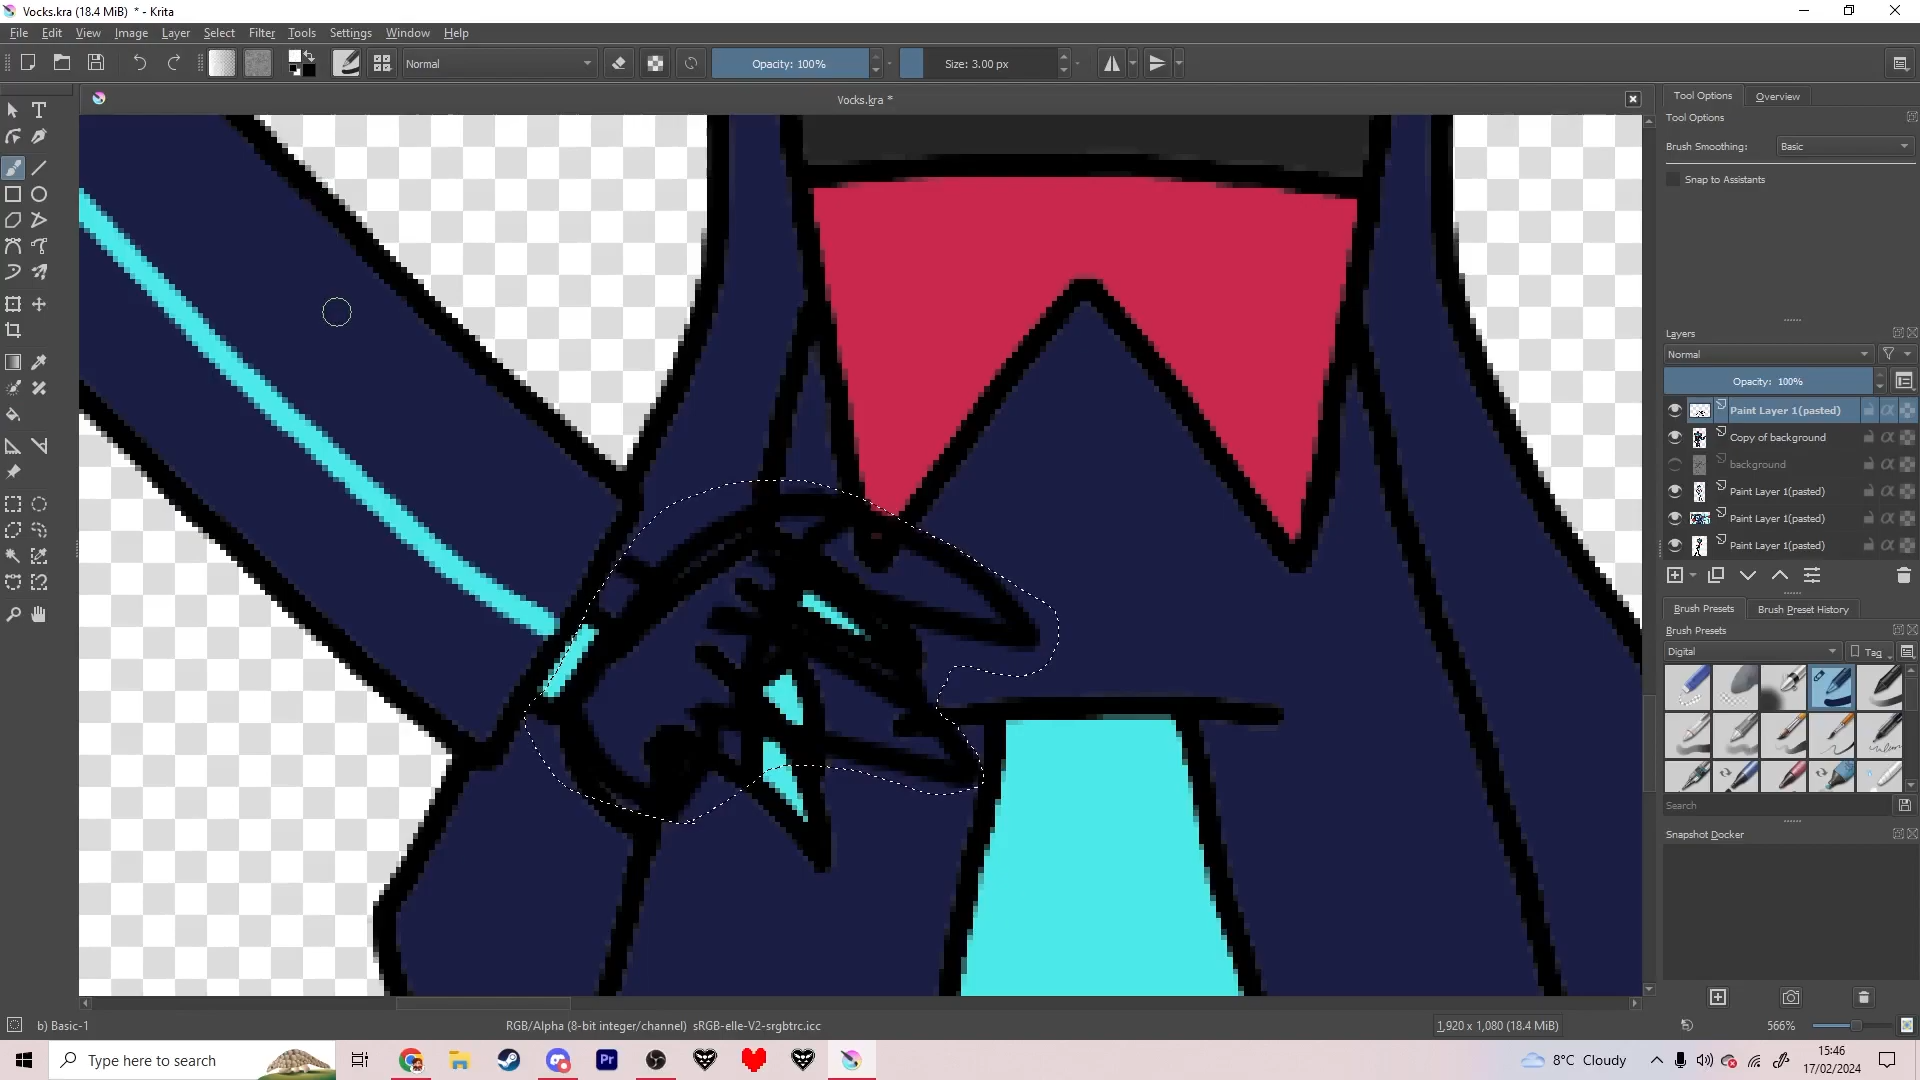 Vocks.kra (18.4 MiB)  * - Krita
File Edit View Image Layer Select Filter Tools Settings Window Help
Normal
Opacity: 100%
Size: 3.00 px
Vocks.kra *
Tool Options Overview
Tool Options
Brush Smoothing: Basic
Snap to Assistants
Layers
Normal
Opacity: 100%
Paint Layer 1(pasted)
Copy of background
background
Paint Layer 1(pasted)
Paint Layer 1(pasted)
Paint Layer 1(pasted)
Brush Presets Brush Preset History
Brush Presets
Digital Tag
Search
Snapshot Docker
b) Basic-1
RGB/Alpha (8-bit integer/channel)  sRGB-elle-V2-srgbtrc.icc
1,920 x 1,080 (18.4 MiB)
566%
Type here to search
Pr
8°C Cloudy
15:46
17/02/2024